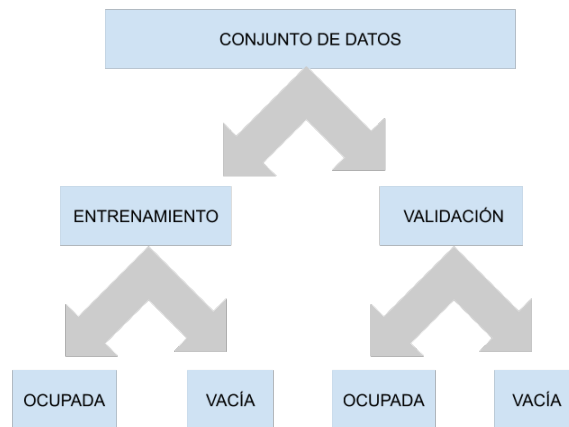 CONJUNTO DE DATOS
ENTRENAMIENTO
VALIDACIÓN
OCUPADA
VACÍA
OCUPADA
VACÍA